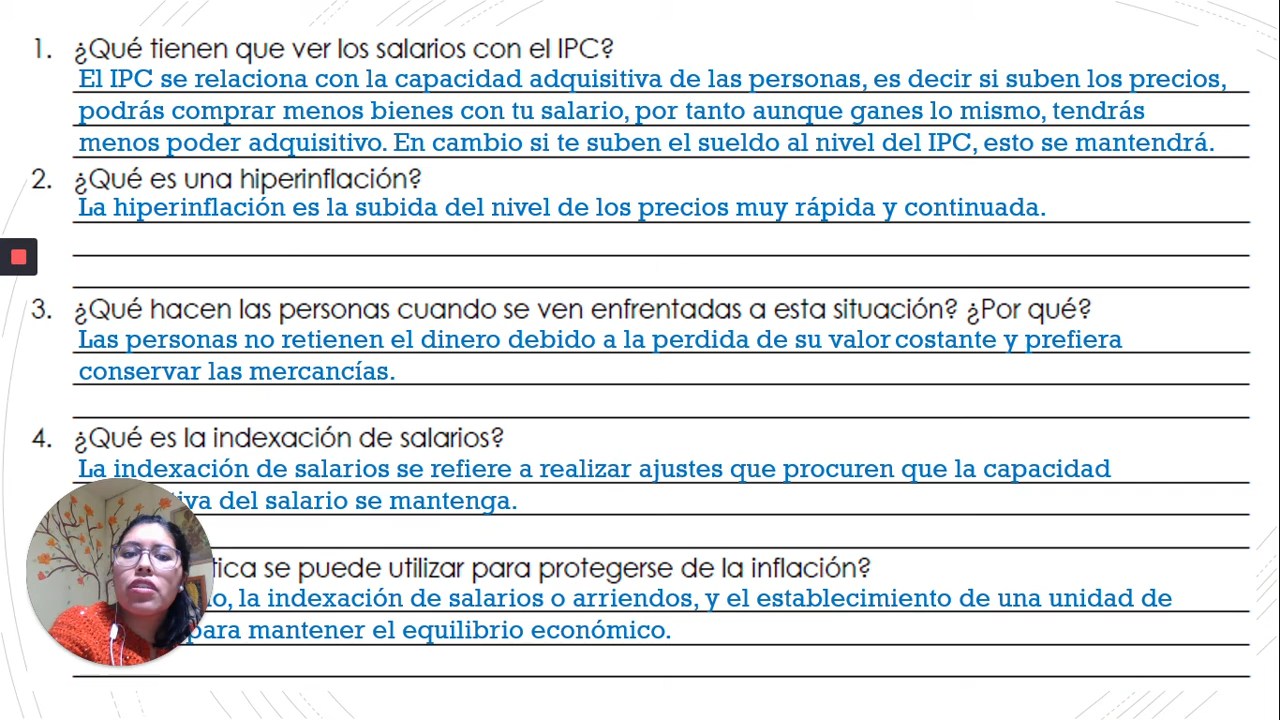 1. ¿Qué tienen que ver los salarios con el IPC?
El IPC se relaciona con la capacidad adquisitiva de las personas, es decir si suben los precios,
podrás comprar menos bienes con tu salario, por tanto aunque ganes lo mismo, tendrás
menos poder adquisitivo. En cambio si te suben el sueldo al nivel del IPC, esto se mantendrá.
2. ¿Qué es una hiperinflación?
La hiperinflación es la subida del nivel de los precios muy rápida y continuada.
3. ¿Qué hacen las personas cuando se ven enfrentadas a esta situación? ¿Por qué?
Las personas no retienen el dinero debido a la perdida de su valor costante y prefiera
conservar las mercancías.
4. ¿Qué es la indexación de salarios?
La indexación de salarios se refiere a realizar ajustes que procuren que la capacidad
del salario se mantenga.
se puede utilizar para protegerse de la inflación?
la indexación de salarios o arriendos, y el establecimiento de una unidad de
para mantener el equilibrio económico.